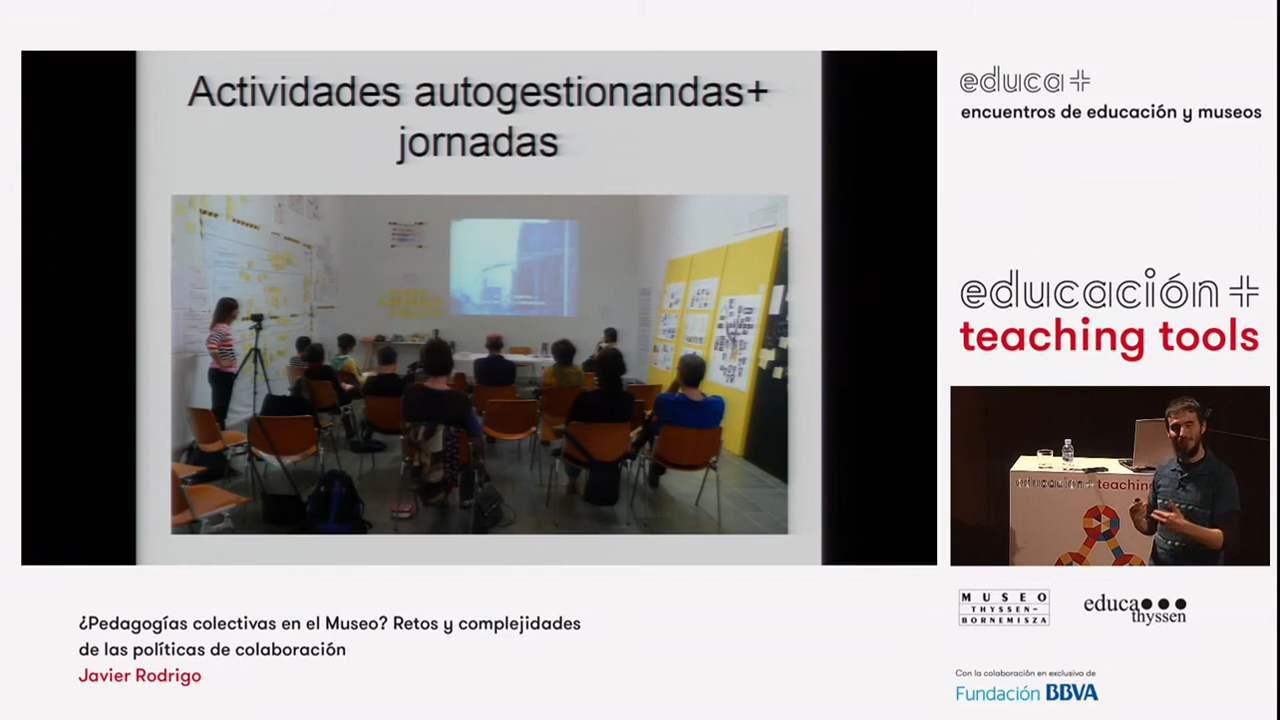 Actividades autogestionandas+
jornadas
educa+
encuentros de educación y museos
educación+
teaching tools
educación+teaching
MUSEO
THYSSEN-
BORNEMISZA
educa
thyssen
¿Pedagogías colectivas en el Museo? Retos y complejidades
de las políticas de colaboración
Javier Rodrigo
Con la colaboración en exclusiva de
Fundación BBVA